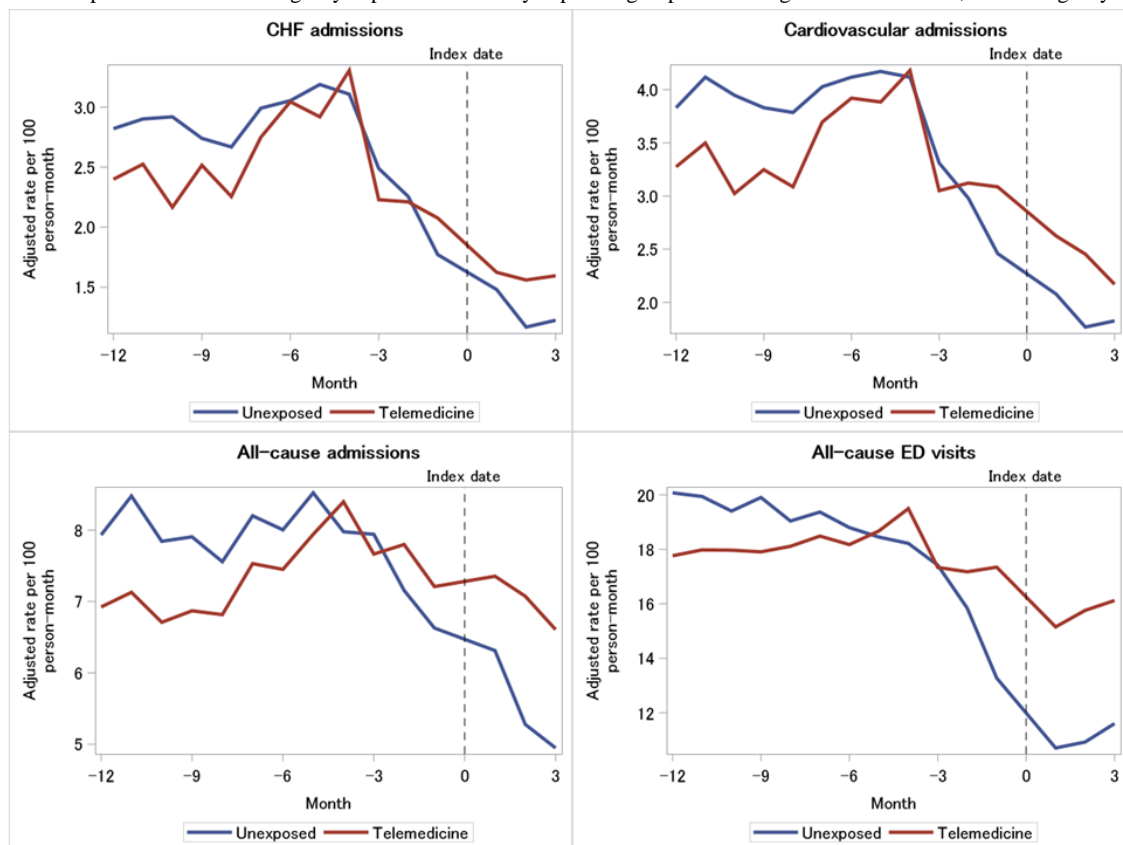 CHF admissions
Index date
3.0
2.5
2.0
1.5
Adjusted rate per 100
person-month
-12 -9 -6 -3 0 3
Month
Unexposed Telemedicine
Cardiovascular admissions
Index date
4.0
3.5
3.0
2.5
2.0
Adjusted rate per 100
person-month
-12 -9 -6 -3 0 3
Month
Unexposed Telemedicine
All-cause admissions
Index date
8
7
6
5
Adjusted rate per 100
person-month
-12 -9 -6 -3 0 3
Month
Unexposed Telemedicine
All-cause ED visits
Index date
20
18
16
14
12
Adjusted rate per 100
person-month
-12 -9 -6 -3 0 3
Month
Unexposed Telemedicine